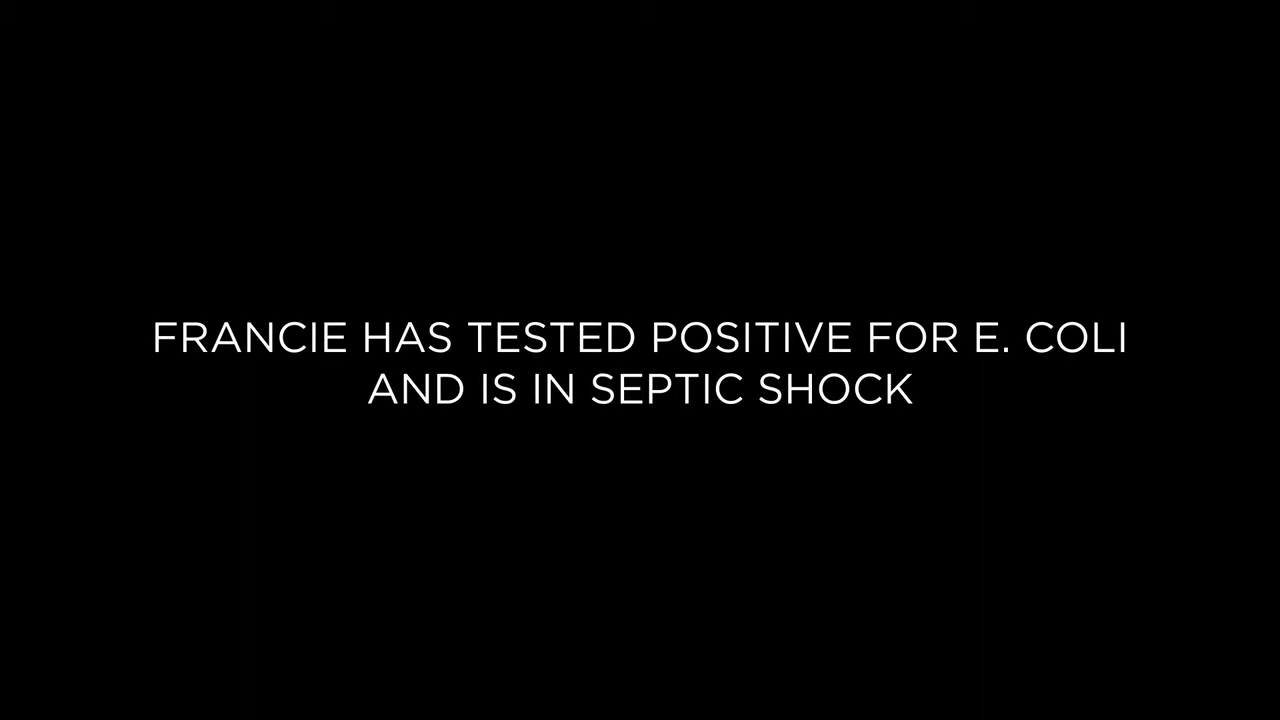 FRANCIE HAS TESTED POSITIVE FOR E. COLI
AND IS IN SEPTIC SHOCK